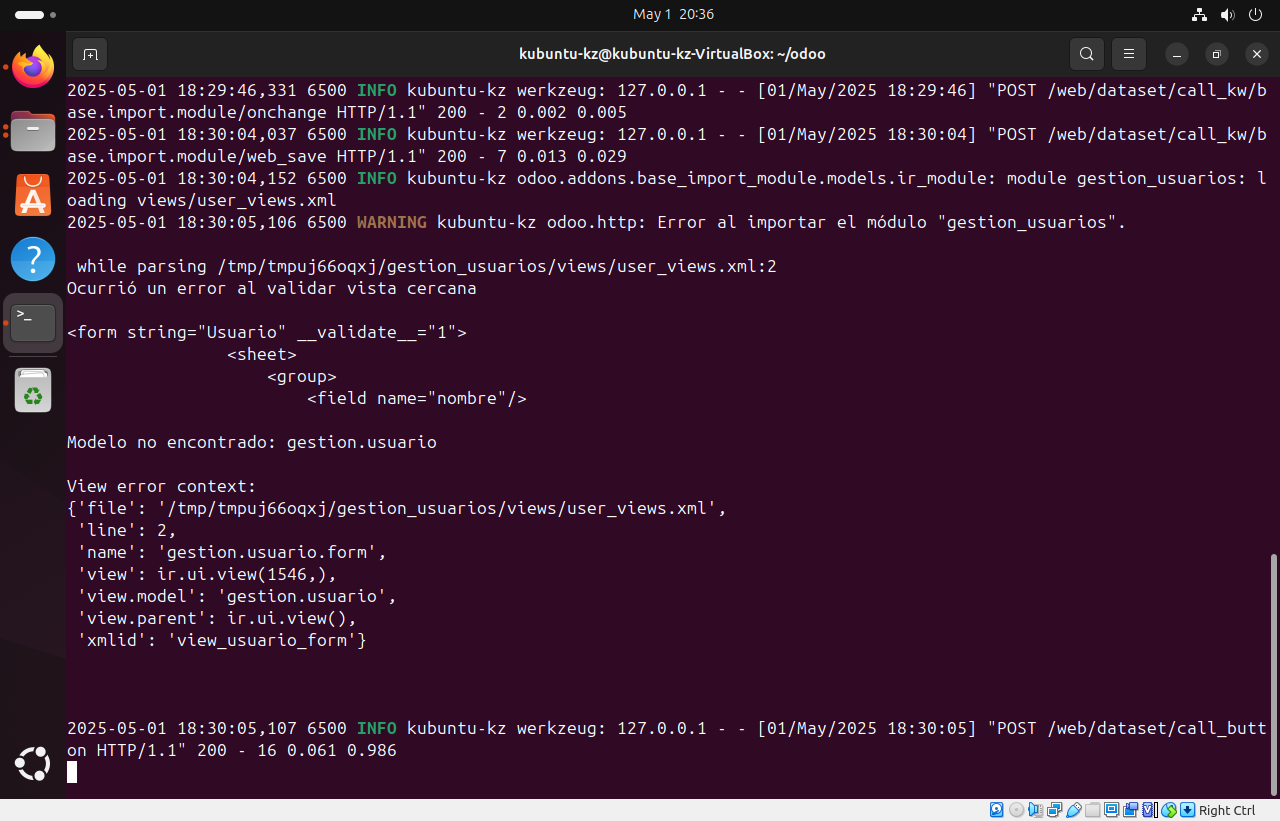 May 1 20:36
kubuntu-kz@kubuntu-kz-VirtualBox: ~/odoo
2025-05-01 18:29:46,331 6500 INFO kubuntu-kz werkzeug: 127.0.0.1 - - [01/May/2025 18:29:46] "POST /web/dataset/call_kw/b
ase.import.module/onchange HTTP/1.1" 200 - 2 0.002 0.005
2025-05-01 18:30:04,037 6500 INFO kubuntu-kz werkzeug: 127.0.0.1 - - [01/May/2025 18:30:04] "POST /web/dataset/call_kw/b
ase.import.module/web_save HTTP/1.1" 200 - 7 0.013 0.029
2025-05-01 18:30:04,152 6500 INFO kubuntu-kz odoo.addons.base_import_module.models.ir_module: module gestion_usuarios: l
oading views/user_views.xml
2025-05-01 18:30:05,106 6500 WARNING kubuntu-kz odoo.http: Error al importar el módulo "gestion_usuarios".
while parsing /tmp/tmpuj66oqxj/gestion_usuarios/views/user_views.xml:2
Ocurrió un error al validar vista cercana
<form string="Usuario" __validate__="1">
<sheet>
<group>
<field name="nombre"/>
Modelo no encontrado: gestion.usuario
View error context:
{'file': '/tmp/tmpuj66oqxj/gestion_usuarios/views/user_views.xml',
'line': 2,
'name': 'gestion.usuario.form',
'view': ir.ui.view(1546,),
'view.model': 'gestion.usuario',
'view.parent': ir.ui.view(),
'xmlid': 'view_usuario_form'}
2025-05-01 18:30:05,107 6500 INFO kubuntu-kz werkzeug: 127.0.0.1 - - [01/May/2025 18:30:05] "POST /web/dataset/call_butt
on HTTP/1.1" 200 - 16 0.061 0.986
Right Ctrl